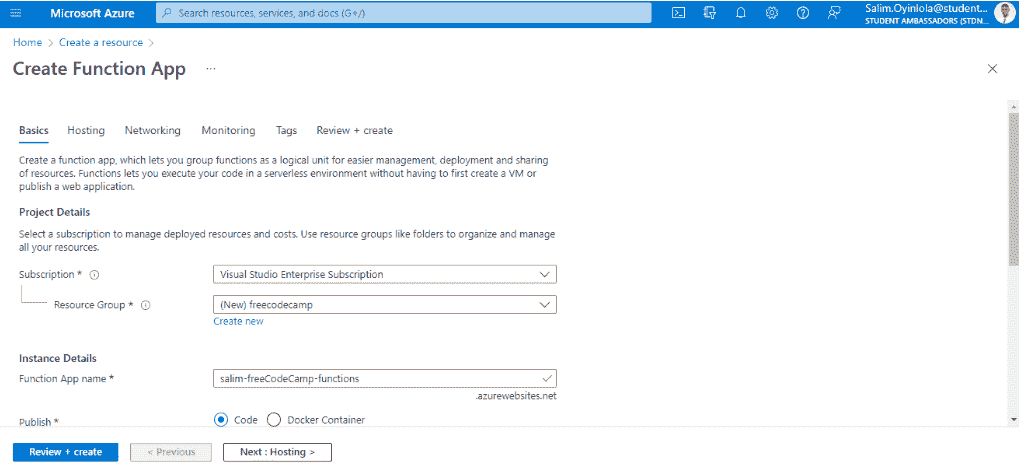 Microsoft Azure
Search resources, services, and docs (G+/)
Salim.Oyinlola@student...
STUDENT AMBASSADORS (STDN...
Home > Create a resource >
Create Function App ...
Basics Hosting Networking Monitoring Tags Review + create
Create a function app, which lets you group functions as a logical unit for easier management, deployment and sharing
of resources. Functions lets you execute your code in a serverless environment without having to first create a VM or
publish a web application.
Project Details
Select a subscription to manage deployed resources and costs. Use resource groups like folders to organize and manage
all your resources.
Subscription * Visual Studio Enterprise Subscription
Resource Group * (New) freecodecamp
Create new
Instance Details
Function App name * salim-freeCodeCamp-functions
.azurewebsites.net
Publish * Code Docker Container
Review + create < Previous Next : Hosting >